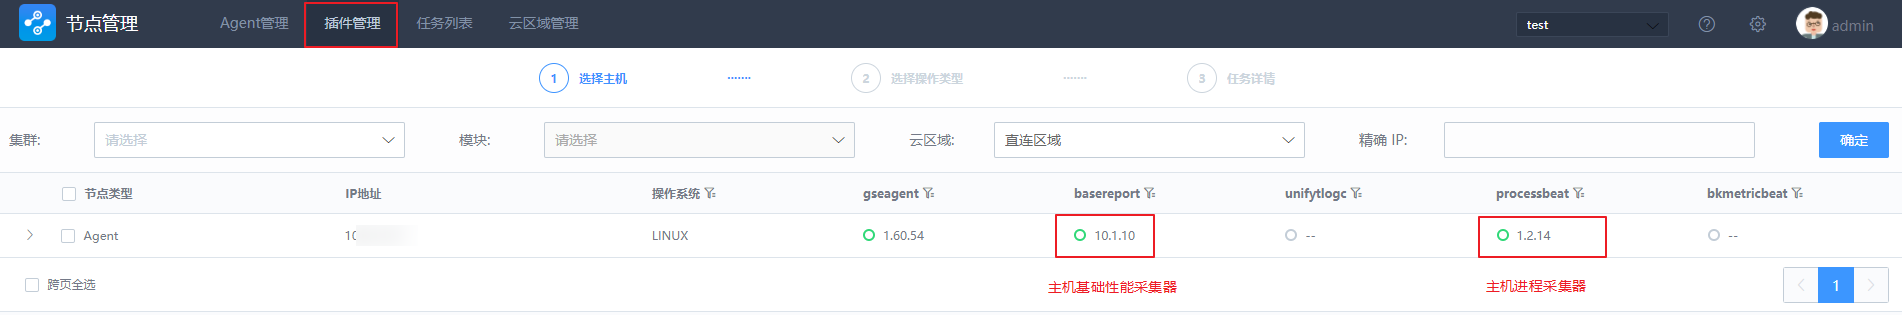 节点管理 Agent管理 插件管理 任务列表 云区域管理 test admin
1 选择主机 2 选择操作类型 3 任务详情
集群: 请选择 模块: 请选择 云区域: 直连区域 精确 IP: 确定
节点类型 IP地址 操作系统 gseagent basereport unifytlogc processbeat bkmetricbeat
Agent 10 LINUX 1.60.54 10.1.10 -- 1.2.14 --
跨页全选 主机基础性能采集器 主机进程采集器 1